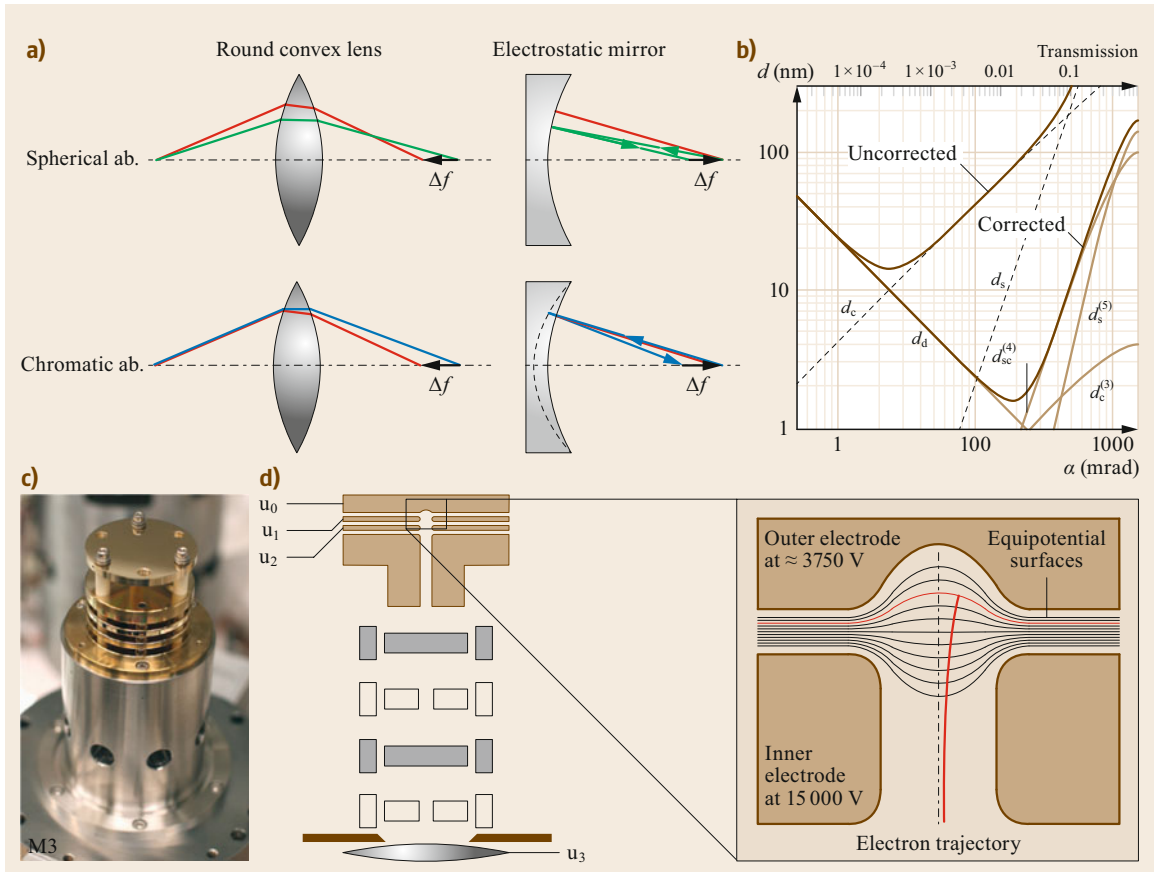 a)
Round convex lens
Electrostatic mirror
Spherical ab.
Δf
Δf
Chromatic ab.
Δf
Δf
b)
Transmission
d (nm)
1 × 10⁻⁴
1 × 10⁻³
0.01
0.1
100
10
1
Uncorrected
Corrected
d_s
d_c
d_d
d_sc^(4)
d_s^(5)
d_c^(3)
1
100
1000
α (mrad)
c)
M3
d)
u₀
u₁
u₂
u₃
Outer electrode
at ≈ 3750 V
Equipotential
surfaces
Inner
electrode
at 15 000 V
Electron trajectory